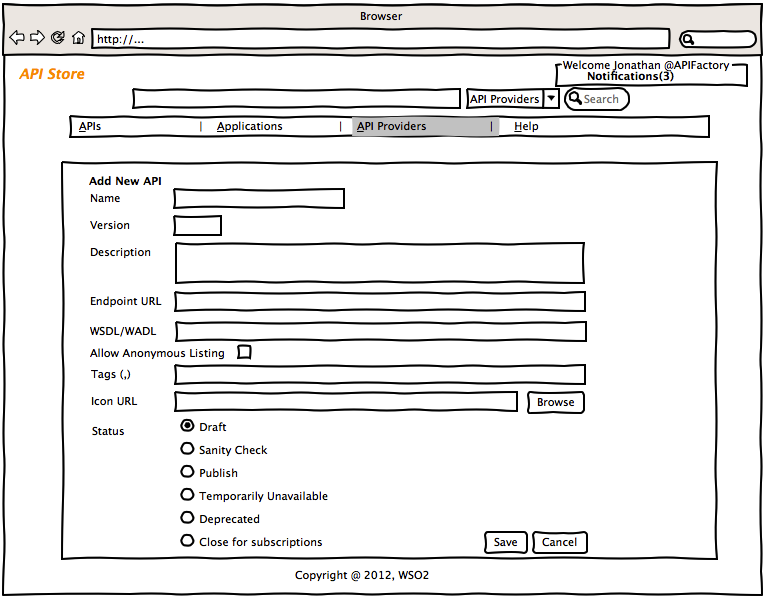 Browser
http://...
API Store
Welcome Jonathan @APIFactory
Notifications(3)
API Providers
Search
APIs | Applications | API Providers | Help
Add New API
Name
Version
Description
Endpoint URL
WSDL/WADL
Allow Anonymous Listing
Tags (,)
Icon URL
Browse
Status
Draft
Sanity Check
Publish
Temporarily Unavailable
Deprecated
Close for subscriptions
Save
Cancel
Copyright @ 2012, WSO2